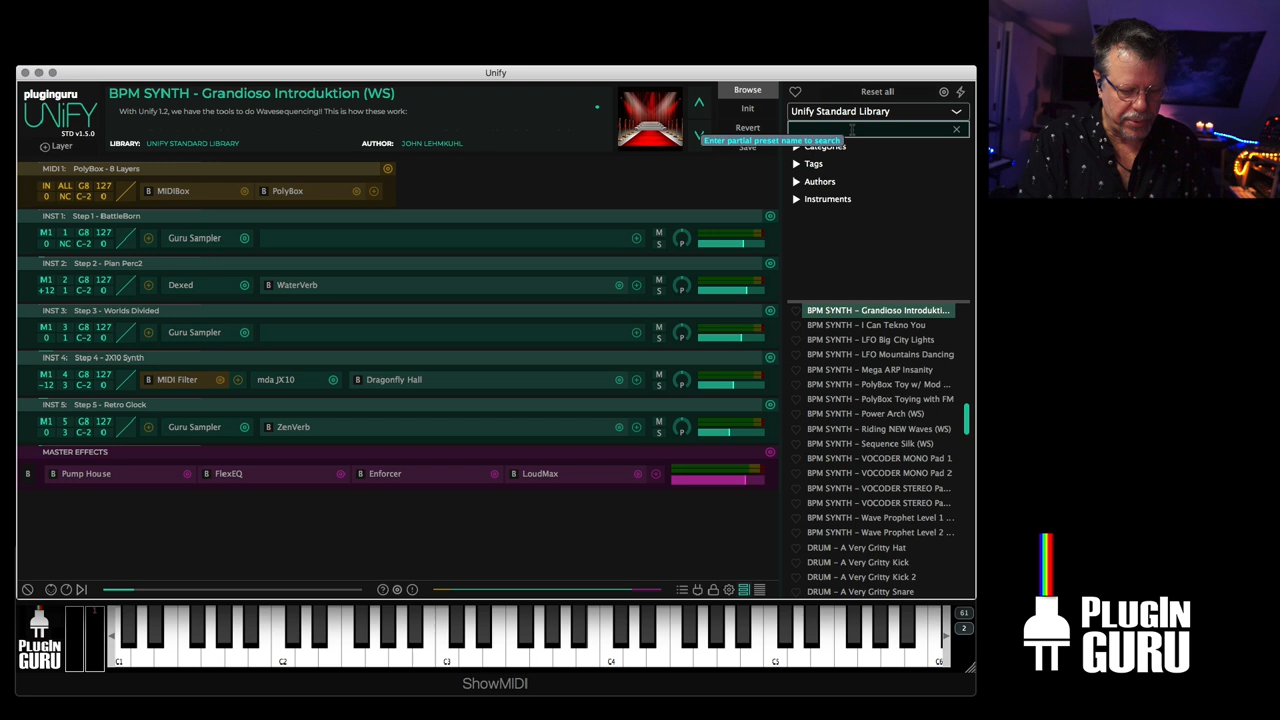 Unify
pluginguru
UNiFY
STD v1.5.0
Layer
BPM SYNTH - Grandioso Introduktion (WS)
With Unify 1.2, we have the tools to do Wavesequencing!! This is how these work:
LIBRARY: UNIFY STANDARD LIBRARY
AUTHOR: JOHN LEHMKUHL
Browse
Init
Revert
Reset all
Unify Standard Library
Enter partial preset name to search
Tags
Authors
Instruments
MIDI 1: PolyBox - 8 Layers
IN ALL G8 127
0 NC C-2 0
B MIDIBox
B PolyBox
INST 1: Step 1 - BattleBorn
M1 1 G8 127
0 NC C-2 0
Guru Sampler
M
S
P
INST 2: Step 2 - Plan Perc2
M1 2 G8 127
+12 1 C-2 0
Dexed
B WaterVerb
M
S
P
INST 3: Step 3 - Worlds Divided
M1 3 G8 127
0 1 C-2 0
Guru Sampler
M
S
P
INST 4: Step 4 - JX10 Synth
M1 4 G8 127
-12 3 C-2 0
B MIDI Filter
mda JX10
B Dragonfly Hall
M
S
P
INST 5: Step 5 - Retro Glock
M1 5 G8 127
0 3 C-2 0
Guru Sampler
B ZenVerb
M
S
P
MASTER EFFECTS
B
B Pump House
B FlexEQ
B Enforcer
B LoudMax
BPM SYNTH - Grandioso Introdukti...
BPM SYNTH - I Can Tekno You
BPM SYNTH - LFO Big City Lights
BPM SYNTH - LFO Mountains Dancing
BPM SYNTH - Mega ARP Insanity
BPM SYNTH - PolyBox Toy w/ Mod ...
BPM SYNTH - PolyBox Toying with FM
BPM SYNTH - Power Arch (WS)
BPM SYNTH - Riding NEW Waves (WS)
BPM SYNTH - Sequence Silk (WS)
BPM SYNTH - VOCODER MONO Pad 1
BPM SYNTH - VOCODER MONO Pad 2
BPM SYNTH - VOCODER STEREO Pa...
BPM SYNTH - VOCODER STEREO Pa...
BPM SYNTH - Wave Prophet Level 1 ...
BPM SYNTH - Wave Prophet Level 2 ...
DRUM - A Very Gritty Hat
DRUM - A Very Gritty Kick
DRUM - A Very Gritty Kick 2
DRUM - A Very Gritty Snare
PLUGIN
GURU
1
C1
C2
C3
C4
C5
C6
61
2
ShowMIDI
PLUGIN
GURU